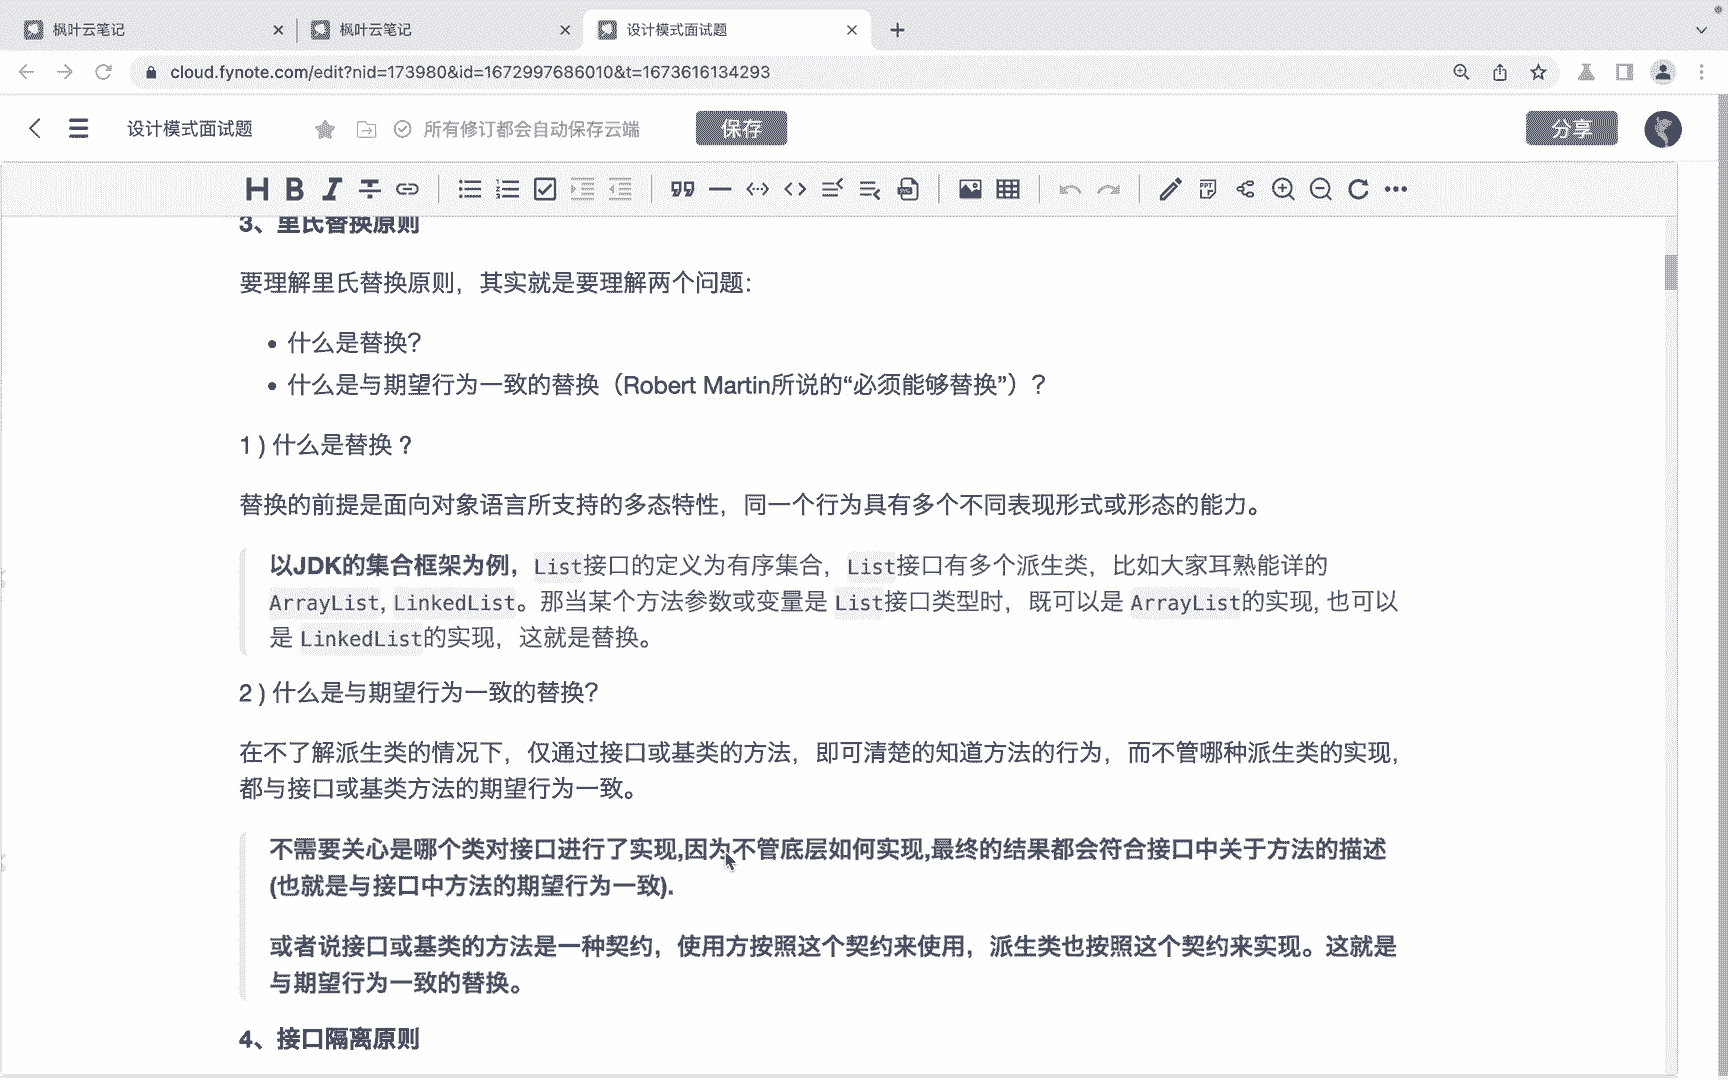 枫叶云笔记
枫叶云笔记
设计模式面试题
cloud.fynote.com/edit?nid=173980&id=1672997686010&t=1673616134293
设计模式面试题
所有修订都会自动保存云端
保存
分享
3、里氏替换原则
要理解里氏替换原则，其实就是要理解两个问题：
• 什么是替换？
• 什么是与期望行为一致的替换（Robert Martin所说的“必须能够替换”）？
1 ) 什么是替换 ?
替换的前提是面向对象语言所支持的多态特性，同一个行为具有多个不同表现形式或形态的能力。
以JDK的集合框架为例，List接口的定义为有序集合，List接口有多个派生类，比如大家耳熟能详的
ArrayList, LinkedList。那当某个方法参数或变量是 List接口类型时，既可以是 ArrayList的实现, 也可以
是 LinkedList的实现，这就是替换。
2 ) 什么是与期望行为一致的替换？
在不了解派生类的情况下，仅通过接口或基类的方法，即可清楚的知道方法的行为，而不管哪种派生类的实现，
都与接口或基类方法的期望行为一致。
不需要关心是哪个类对接口进行了实现,因为不管底层如何实现,最终的结果都会符合接口中关于方法的描述
(也就是与接口中方法的期望行为一致).
或者说接口或基类的方法是一种契约，使用方按照这个契约来使用，派生类也按照这个契约来实现。这就是
与期望行为一致的替换。
4、接口隔离原则